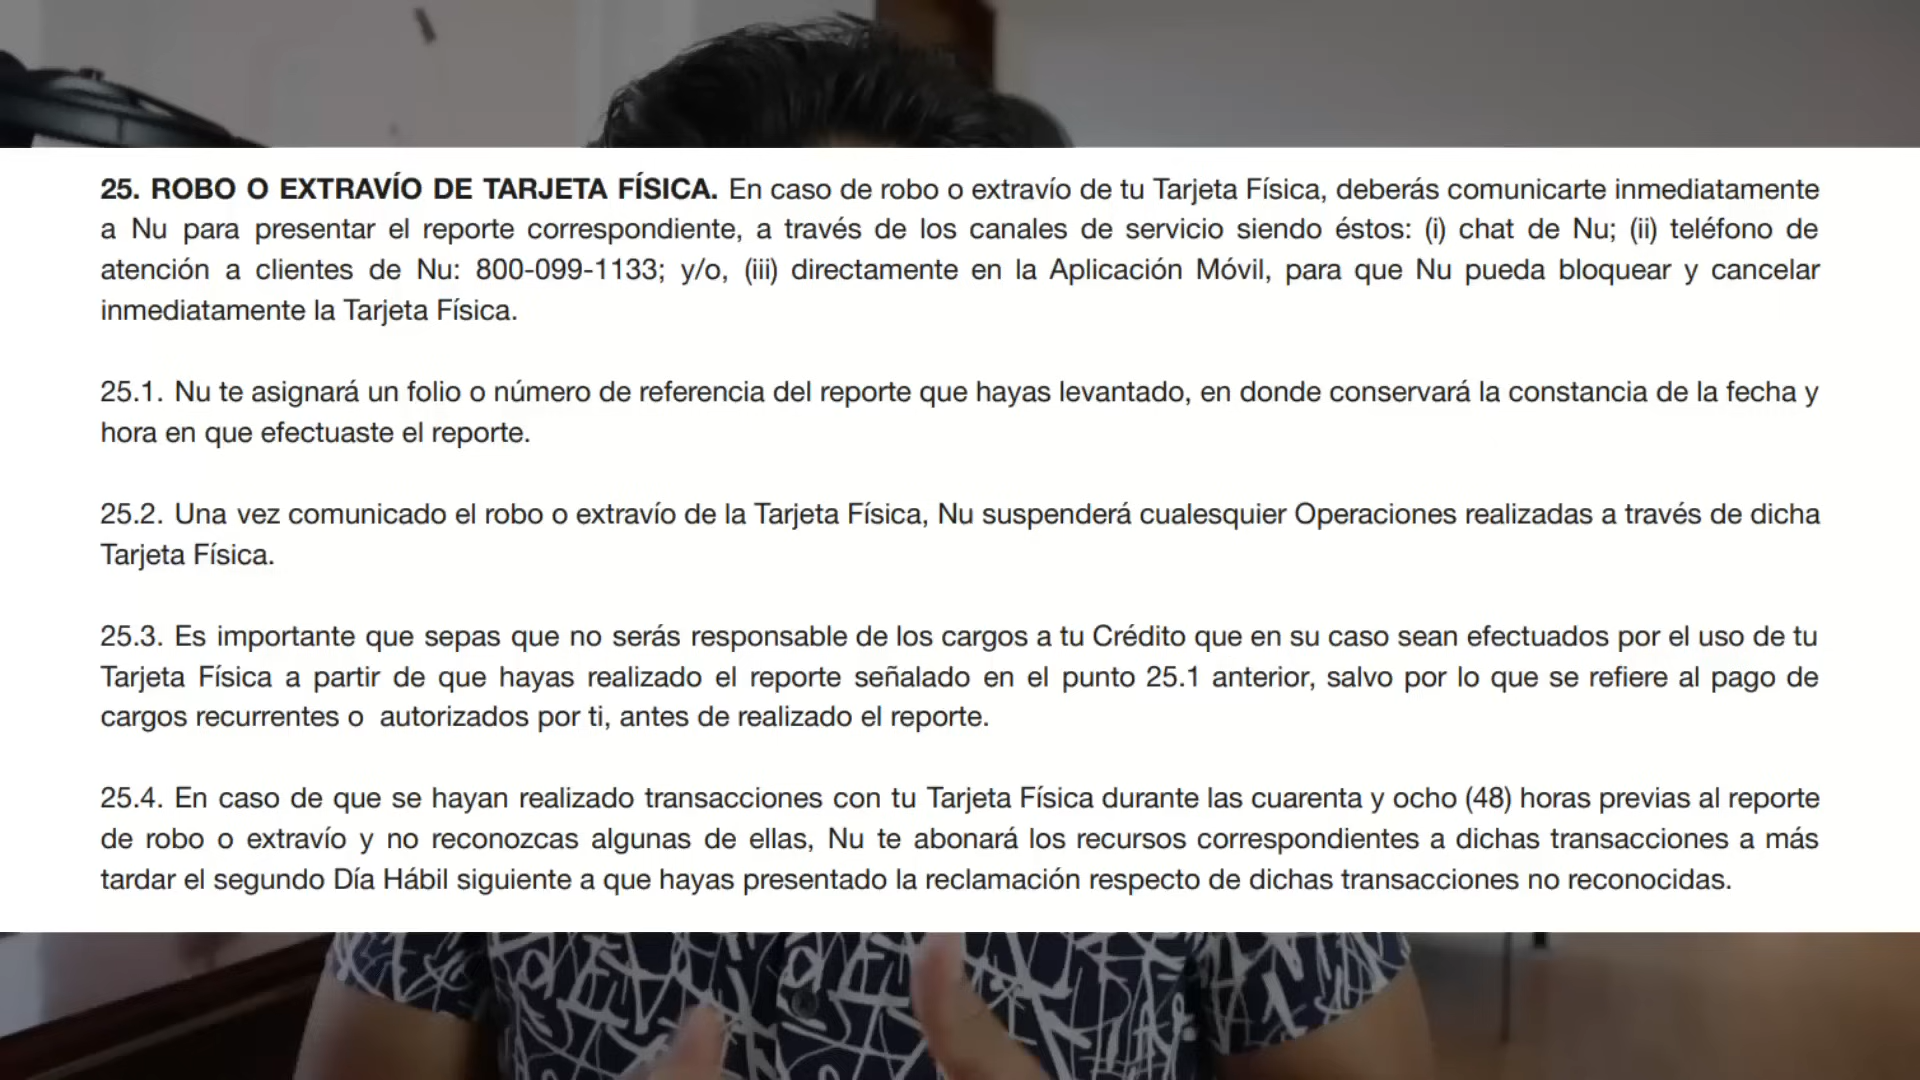 25. ROBO O EXTRAVÍO DE TARJETA FÍSICA. En caso de robo o extravío de tu Tarjeta Física, deberás comunicarte inmediatamente
a Nu para presentar el reporte correspondiente, a través de los canales de servicio siendo éstos: (i) chat de Nu; (ii) teléfono de
atención a clientes de Nu: 800-099-1133; y/o, (iii) directamente en la Aplicación Móvil, para que Nu pueda bloquear y cancelar
inmediatamente la Tarjeta Física.
25.1. Nu te asignará un folio o número de referencia del reporte que hayas levantado, en donde conservará la constancia de la fecha y
hora en que efectuaste el reporte.
25.2. Una vez comunicado el robo o extravío de la Tarjeta Física, Nu suspenderá cualesquier Operaciones realizadas a través de dicha
Tarjeta Física.
25.3. Es importante que sepas que no serás responsable de los cargos a tu Crédito que en su caso sean efectuados por el uso de tu
Tarjeta Física a partir de que hayas realizado el reporte señalado en el punto 25.1 anterior, salvo por lo que se refiere al pago de
cargos recurrentes o autorizados por ti, antes de realizado el reporte.
25.4. En caso de que se hayan realizado transacciones con tu Tarjeta Física durante las cuarenta y ocho (48) horas previas al reporte
de robo o extravío y no reconozcas algunas de ellas, Nu te abonará los recursos correspondientes a dichas transacciones a más
tardar el segundo Día Hábil siguiente a que hayas presentado la reclamación respecto de dichas transacciones no reconocidas.